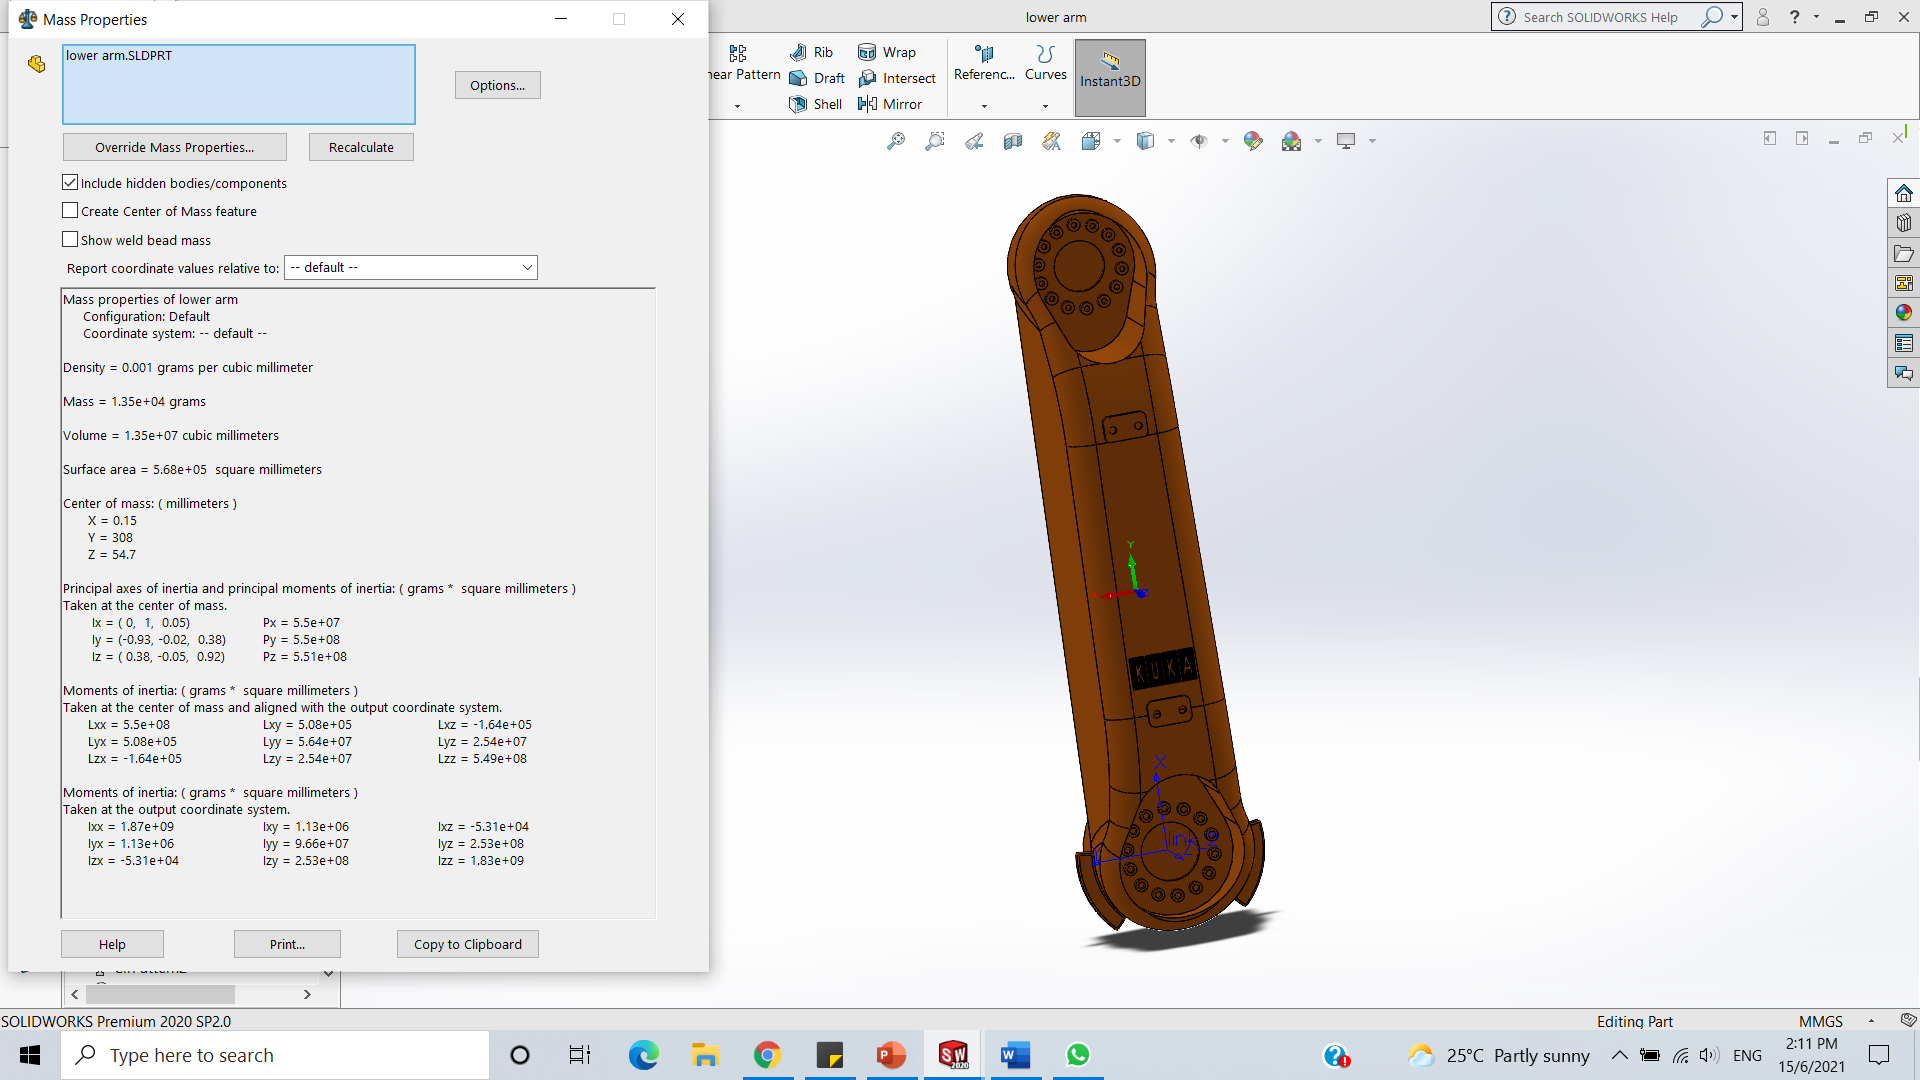 Mass Properties
lower arm
Search SOLIDWORKS Help
lower arm.SLDPRT
Options...
Override Mass Properties...
Recalculate
Include hidden bodies/components
Create Center of Mass feature
Show weld bead mass
Report coordinate values relative to: -- default --
Mass properties of lower arm
Configuration: Default
Coordinate system: -- default --
Density = 0.001 grams per cubic millimeter
Mass = 1.35e+04 grams
Volume = 1.35e+07 cubic millimeters
Surface area = 5.68e+05 square millimeters
Center of mass: ( millimeters )
X = 0.15
Y = 308
Z = 54.7
Principal axes of inertia and principal moments of inertia: ( grams * square millimeters )
Taken at the center of mass.
Ix = ( 0, 1, 0.05) Px = 5.5e+07
Iy = (-0.93, -0.02, 0.38) Py = 5.5e+08
Iz = ( 0.38, -0.05, 0.92) Pz = 5.51e+08
Moments of inertia: ( grams * square millimeters )
Taken at the center of mass and aligned with the output coordinate system.
Lxx = 5.5e+08 Lxy = 5.08e+05 Lxz = -1.64e+05
Lyx = 5.08e+05 Lyy = 5.64e+07 Lyz = 2.54e+07
Lzx = -1.64e+05 Lzy = 2.54e+07 Lzz = 5.49e+08
Moments of inertia: ( grams * square millimeters )
Taken at the output coordinate system.
Ixx = 1.87e+09 Ixy = 1.13e+06 Ixz = -5.31e+04
Iyx = 1.13e+06 Iyy = 9.66e+07 Iyz = 2.53e+08
Izx = -5.31e+04 Izy = 2.53e+08 Izz = 1.83e+09
Help
Print...
Copy to Clipboard
near Pattern
Rib
Draft
Shell
Wrap
Intersect
Mirror
Referenc...
Curves
Instant3D
Y
KUKA
X
SOLIDWORKS Premium 2020 SP2.0
Editing Part
MMGS
Type here to search
25°C Partly sunny
ENG
2:11 PM
15/6/2021